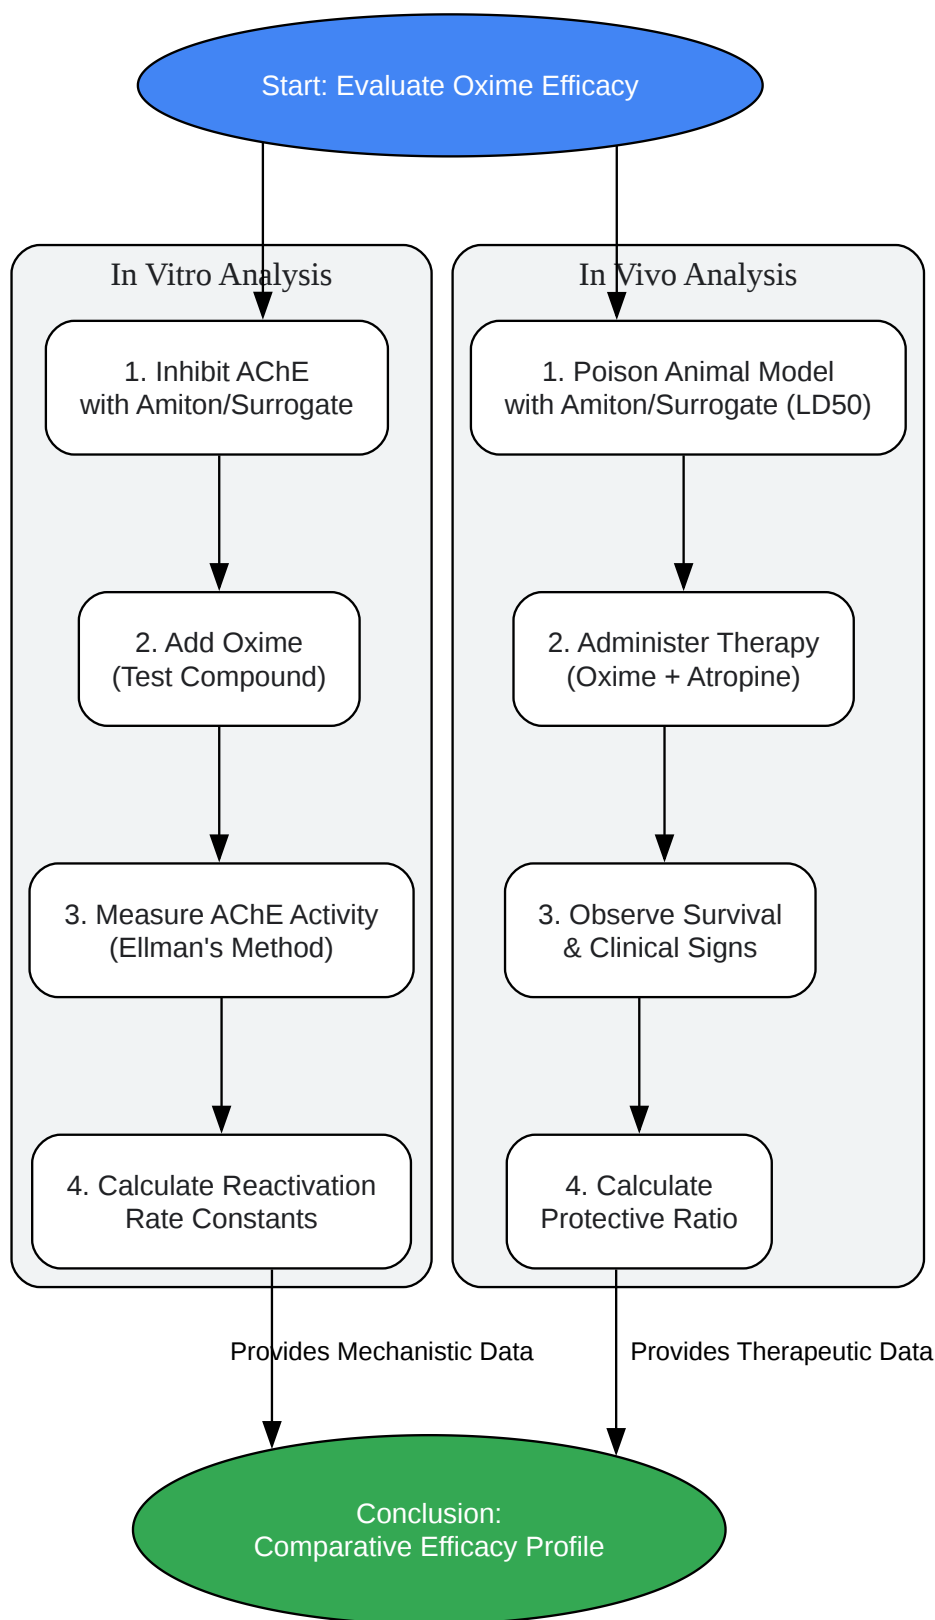 Start: Evaluate Oxime Efficacy
In Vitro Analysis
1. Inhibit AChE
with Amiton/Surrogate
2. Add Oxime
(Test Compound)
3. Measure AChE Activity
(Ellman's Method)
4. Calculate Reactivation
Rate Constants
Provides Mechanistic Data
In Vivo Analysis
1. Poison Animal Model
with Amiton/Surrogate (LD50)
2. Administer Therapy
(Oxime + Atropine)
3. Observe Survival
& Clinical Signs
4. Calculate
Protective Ratio
Provides Therapeutic Data
Conclusion:
Comparative Efficacy Profile